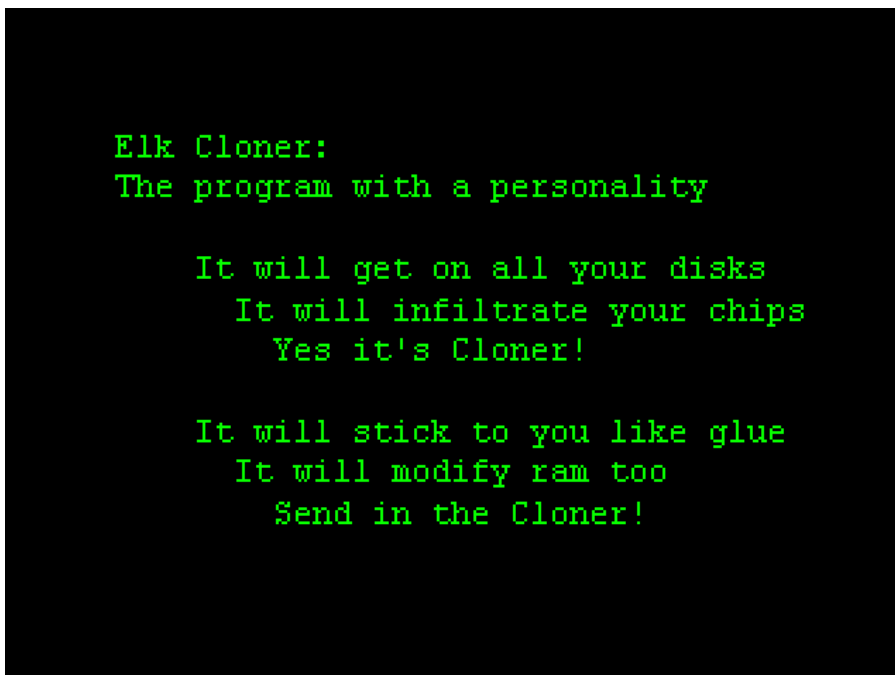 Elk Cloner:
The program with a personality
It will get on all your disks
It will infiltrate your chips
Yes it's Cloner!
It will stick to you like glue
It will modify ram too
Send in the Cloner!